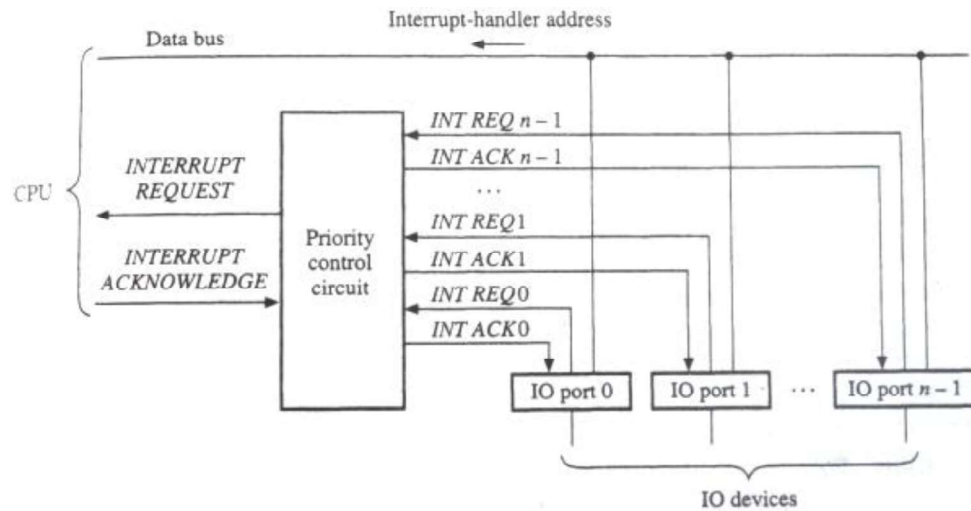 Interrupt-handler address
Data bus
INT REQ n – 1
INT ACK n – 1
...
INTERRUPT
REQUEST
CPU
INT REQ 1
Priority
control
circuit
INTERRUPT
ACKNOWLEDGE
INT ACK 1
INT REQ 0
INT ACK 0
IO port 0
IO port 1
...
IO port n – 1
IO devices